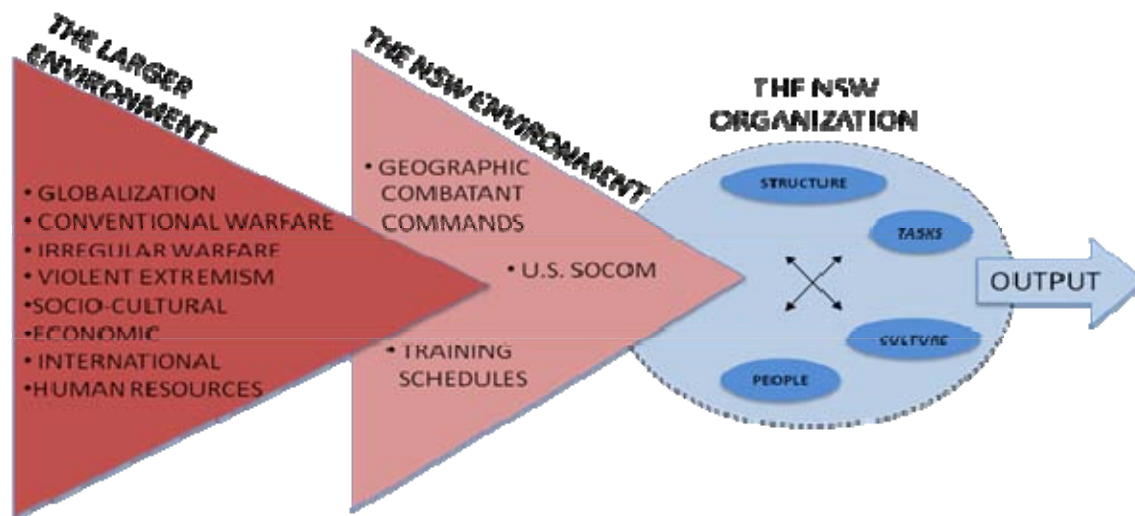 THE LARGER
ENVIRONMENT
• GLOBALIZATION
• CONVENTIONAL WARFARE
• IRREGULAR WARFARE
• VIOLENT EXTREMISM
•SOCIO-CULTURAL
•ECONOMIC
• INTERNATIONAL
•HUMAN RESOURCES
THE NSW ENVIRONMENT
• GEOGRAPHIC
COMBATANT
COMMANDS
• U.S. SOCOM
• TRAINING
SCHEDULES
THE NSW
ORGANIZATION
STRUCTURE
TASKS
CULTURE
PEOPLE
OUTPUT